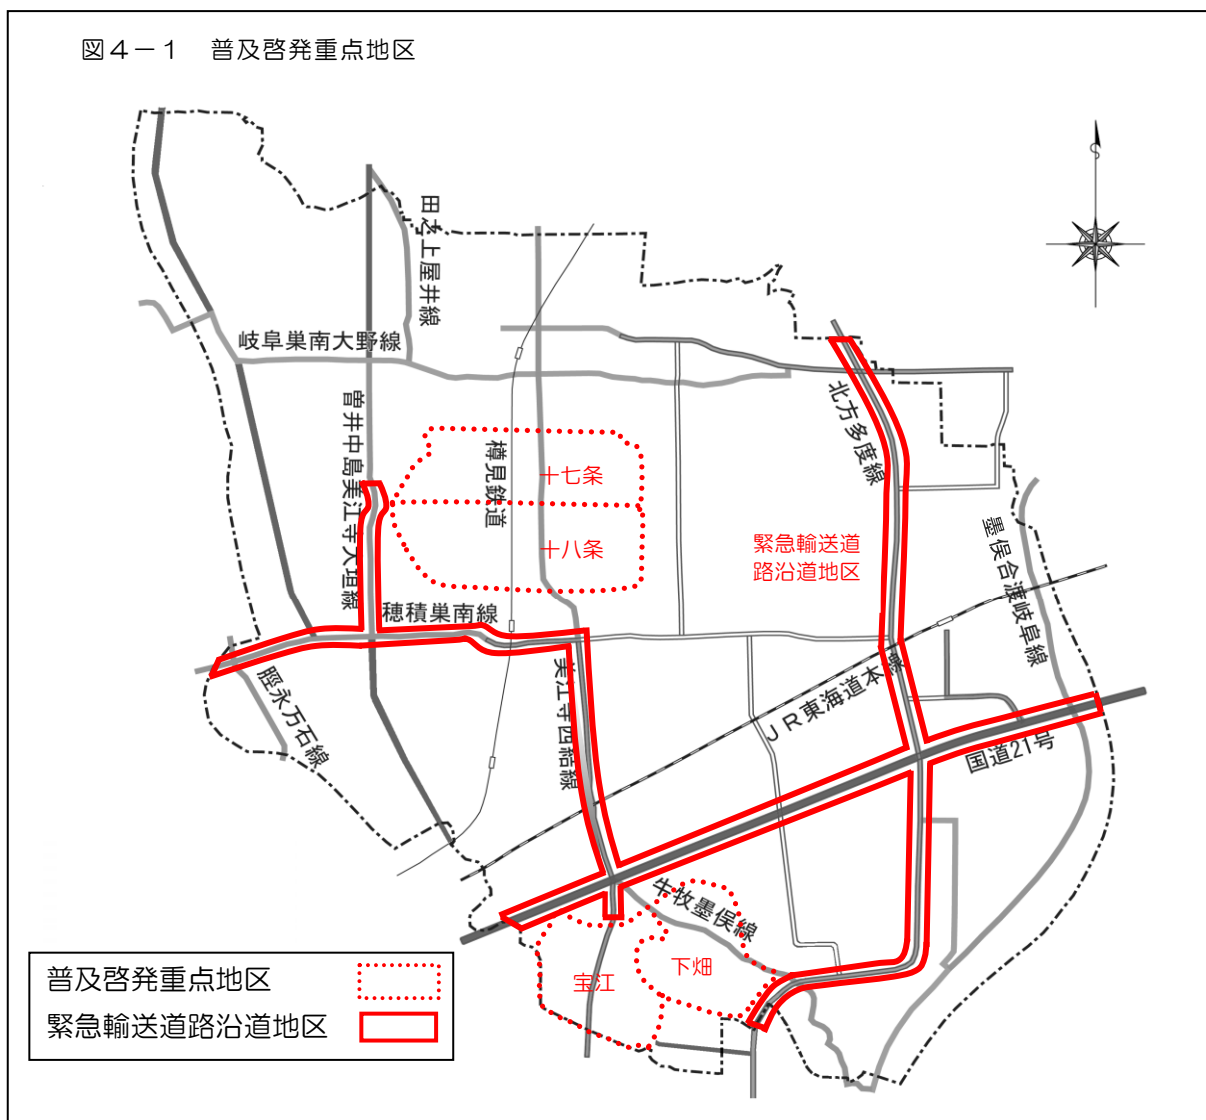 図4-1 普及啓発重点地区
S
田之上屋井線
岐阜巣南大野線
曽井中島美江寺大垣線
樽見鉄道
十七条
十八条
北方多度線
緊急輸送道
路沿道地区
墨俣合渡岐阜線
穂積巣南線
脛永万石線
美江寺西結線
JR東海道本線
国道21号
牛牧墨俣線
下畑
宝江
普及啓発重点地区
緊急輸送道路沿道地区